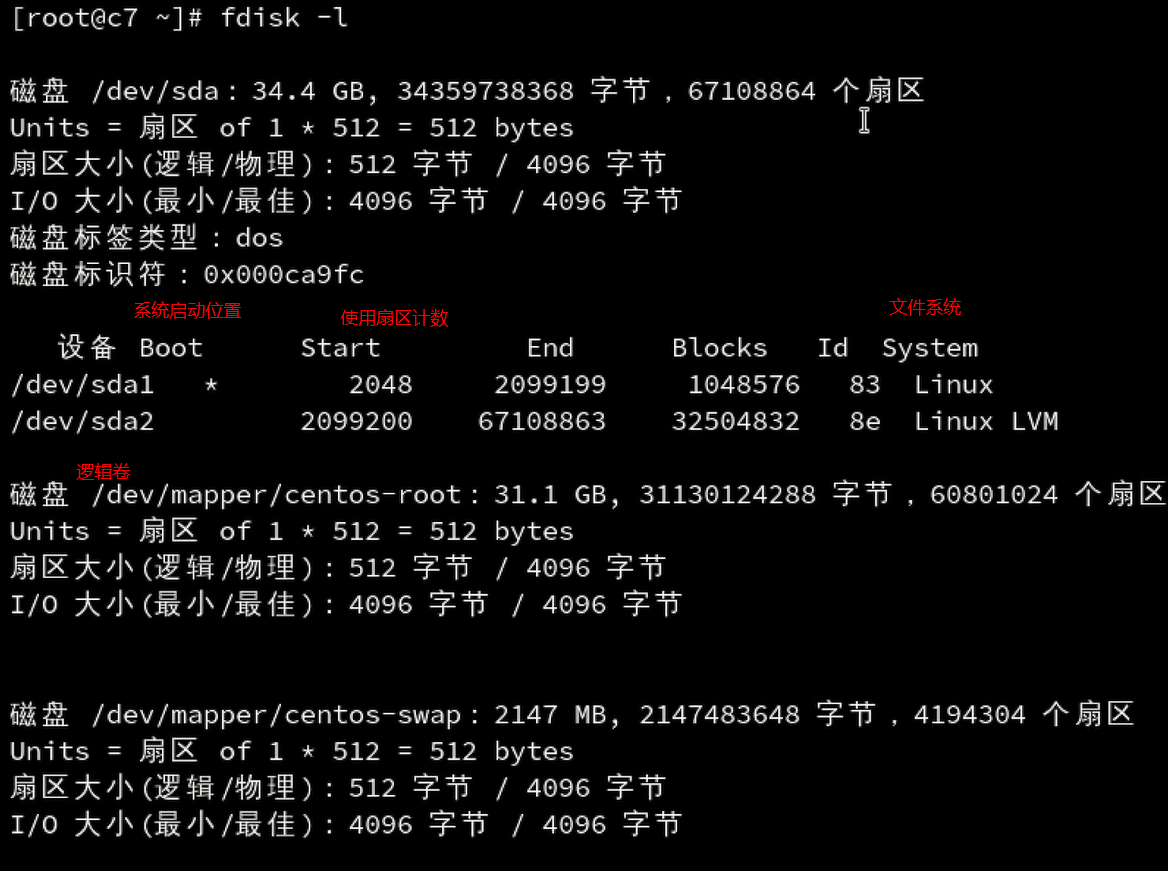 [root@c7 ~]# fdisk -l
磁盘 /dev/sda：34.4 GB, 34359738368 字节，67108864 个扇区
Units = 扇区 of 1 * 512 = 512 bytes
扇区大小(逻辑/物理)：512 字节 / 4096 字节
I/O 大小(最小/最佳)：4096 字节 / 4096 字节
磁盘标签类型：dos
磁盘标识符：0x000ca9fc
系统启动位置 使用扇区计数 文件系统
设备 Boot Start End Blocks Id System
/dev/sda1 * 2048 2099199 1048576 83 Linux
/dev/sda2 2099200 67108863 32504832 8e Linux LVM
逻辑卷
磁盘 /dev/mapper/centos-root：31.1 GB, 31130124288 字节，60801024 个扇区
Units = 扇区 of 1 * 512 = 512 bytes
扇区大小(逻辑/物理)：512 字节 / 4096 字节
I/O 大小(最小/最佳)：4096 字节 / 4096 字节
磁盘 /dev/mapper/centos-swap：2147 MB, 2147483648 字节，4194304 个扇区
Units = 扇区 of 1 * 512 = 512 bytes
扇区大小(逻辑/物理)：512 字节 / 4096 字节
I/O 大小(最小/最佳)：4096 字节 / 4096 字节